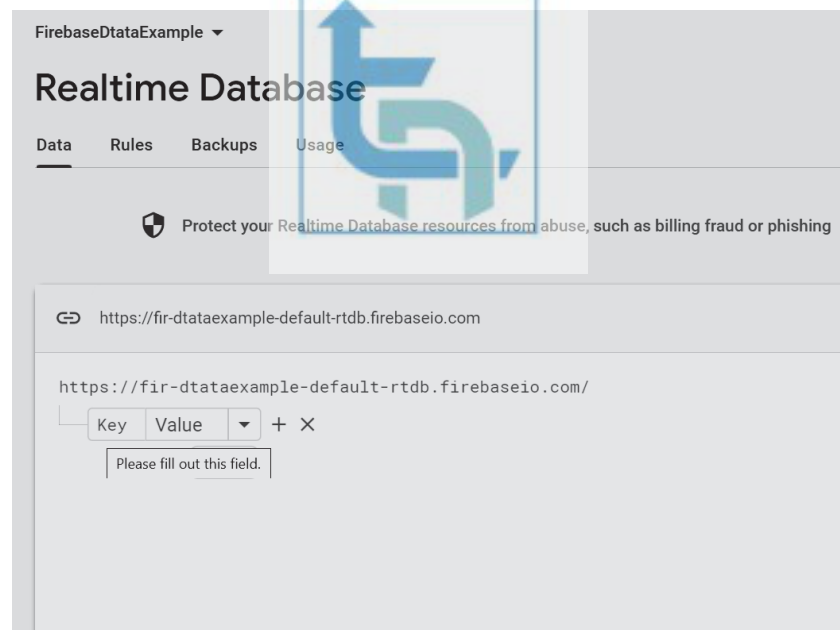 FirebaseDtataExample
Realtime Database
Data Rules Backups Usage
Protect your Realtime Database resources from abuse, such as billing fraud or phishing
https://fir-dtataexample-default-rtdb.firebaseio.com
https://fir-dtataexample-default-rtdb.firebaseio.com/
Key Value
Please fill out this field.